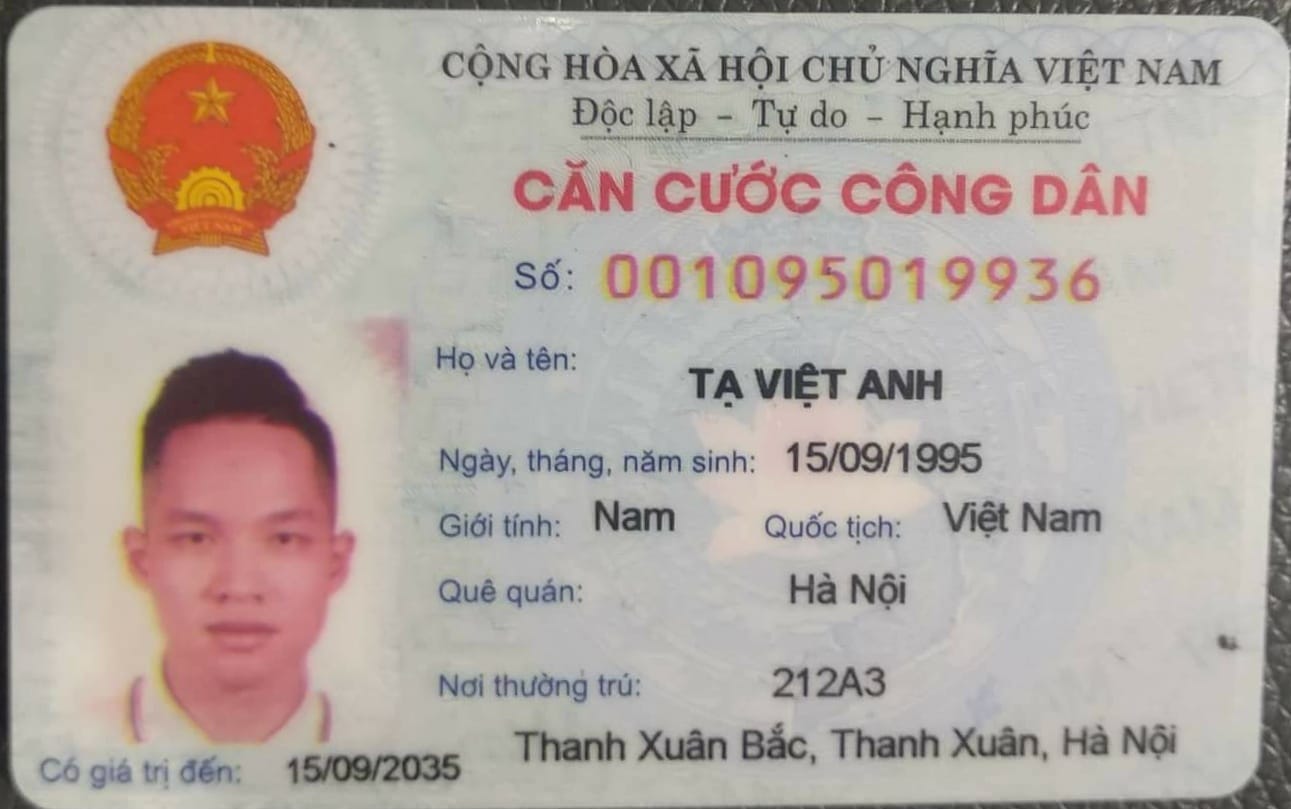 CỘNG HÒA XÃ HỘI CHỦ NGHĨA VIỆT NAM
Độc lập - Tự do - Hạnh phúc
CĂN CƯỚC CÔNG DÂN
Số: 001095019936
Họ và tên:
TẠ VIỆT ANH
Ngày, tháng, năm sinh: 15/09/1995
Giới tính: Nam Quốc tịch: Việt Nam
Quê quán: Hà Nội
Nơi thường trú: 212A3
Thanh Xuân Bắc, Thanh Xuân, Hà Nội
Có giá trị đến: 15/09/2035
VIỆT NAM